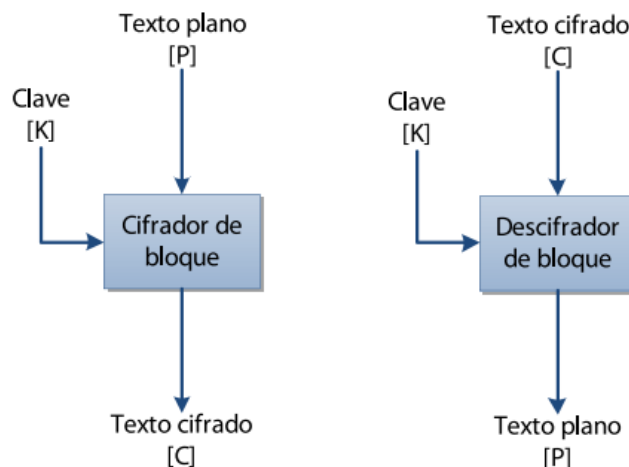 Texto plano
[P]
Clave
[K]
Cifrador de
bloque
Texto cifrado
[C]
Texto cifrado
[C]
Clave
[K]
Descifrador
de bloque
Texto plano
[P]